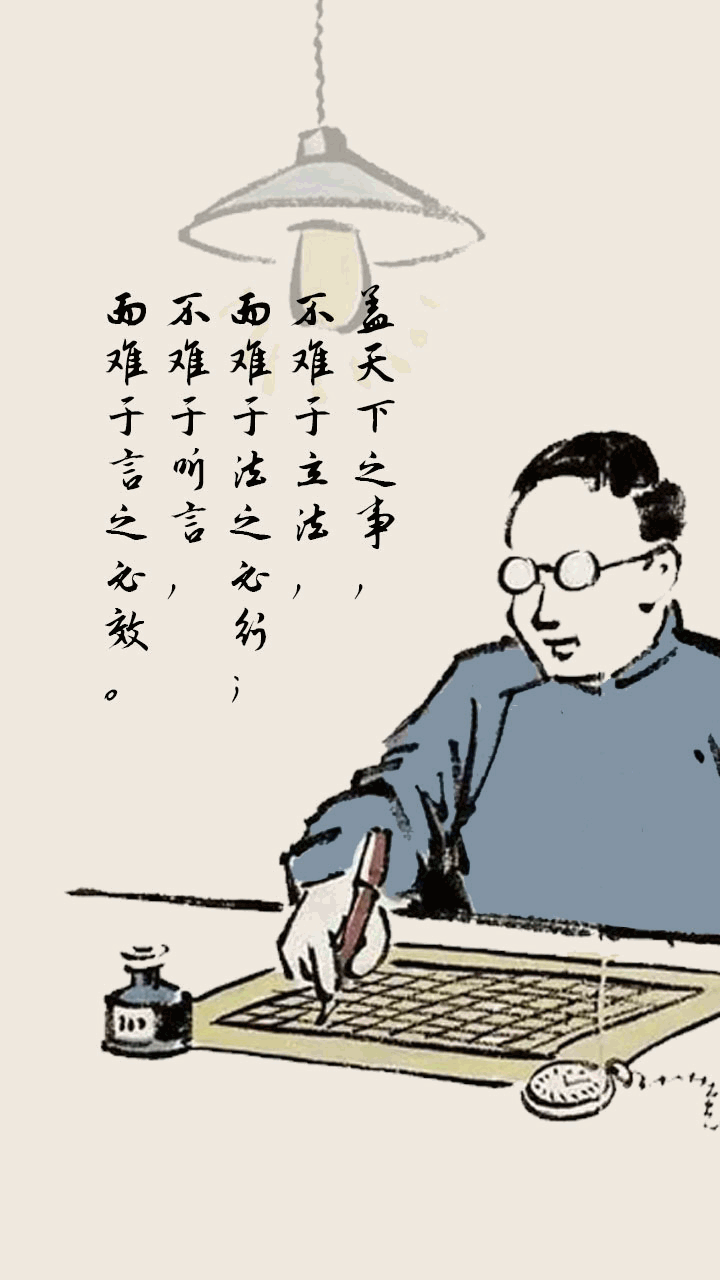 盖天下之事，
不难于立法，
而难于法之必行；
不难于听言，
而难于言之必效。